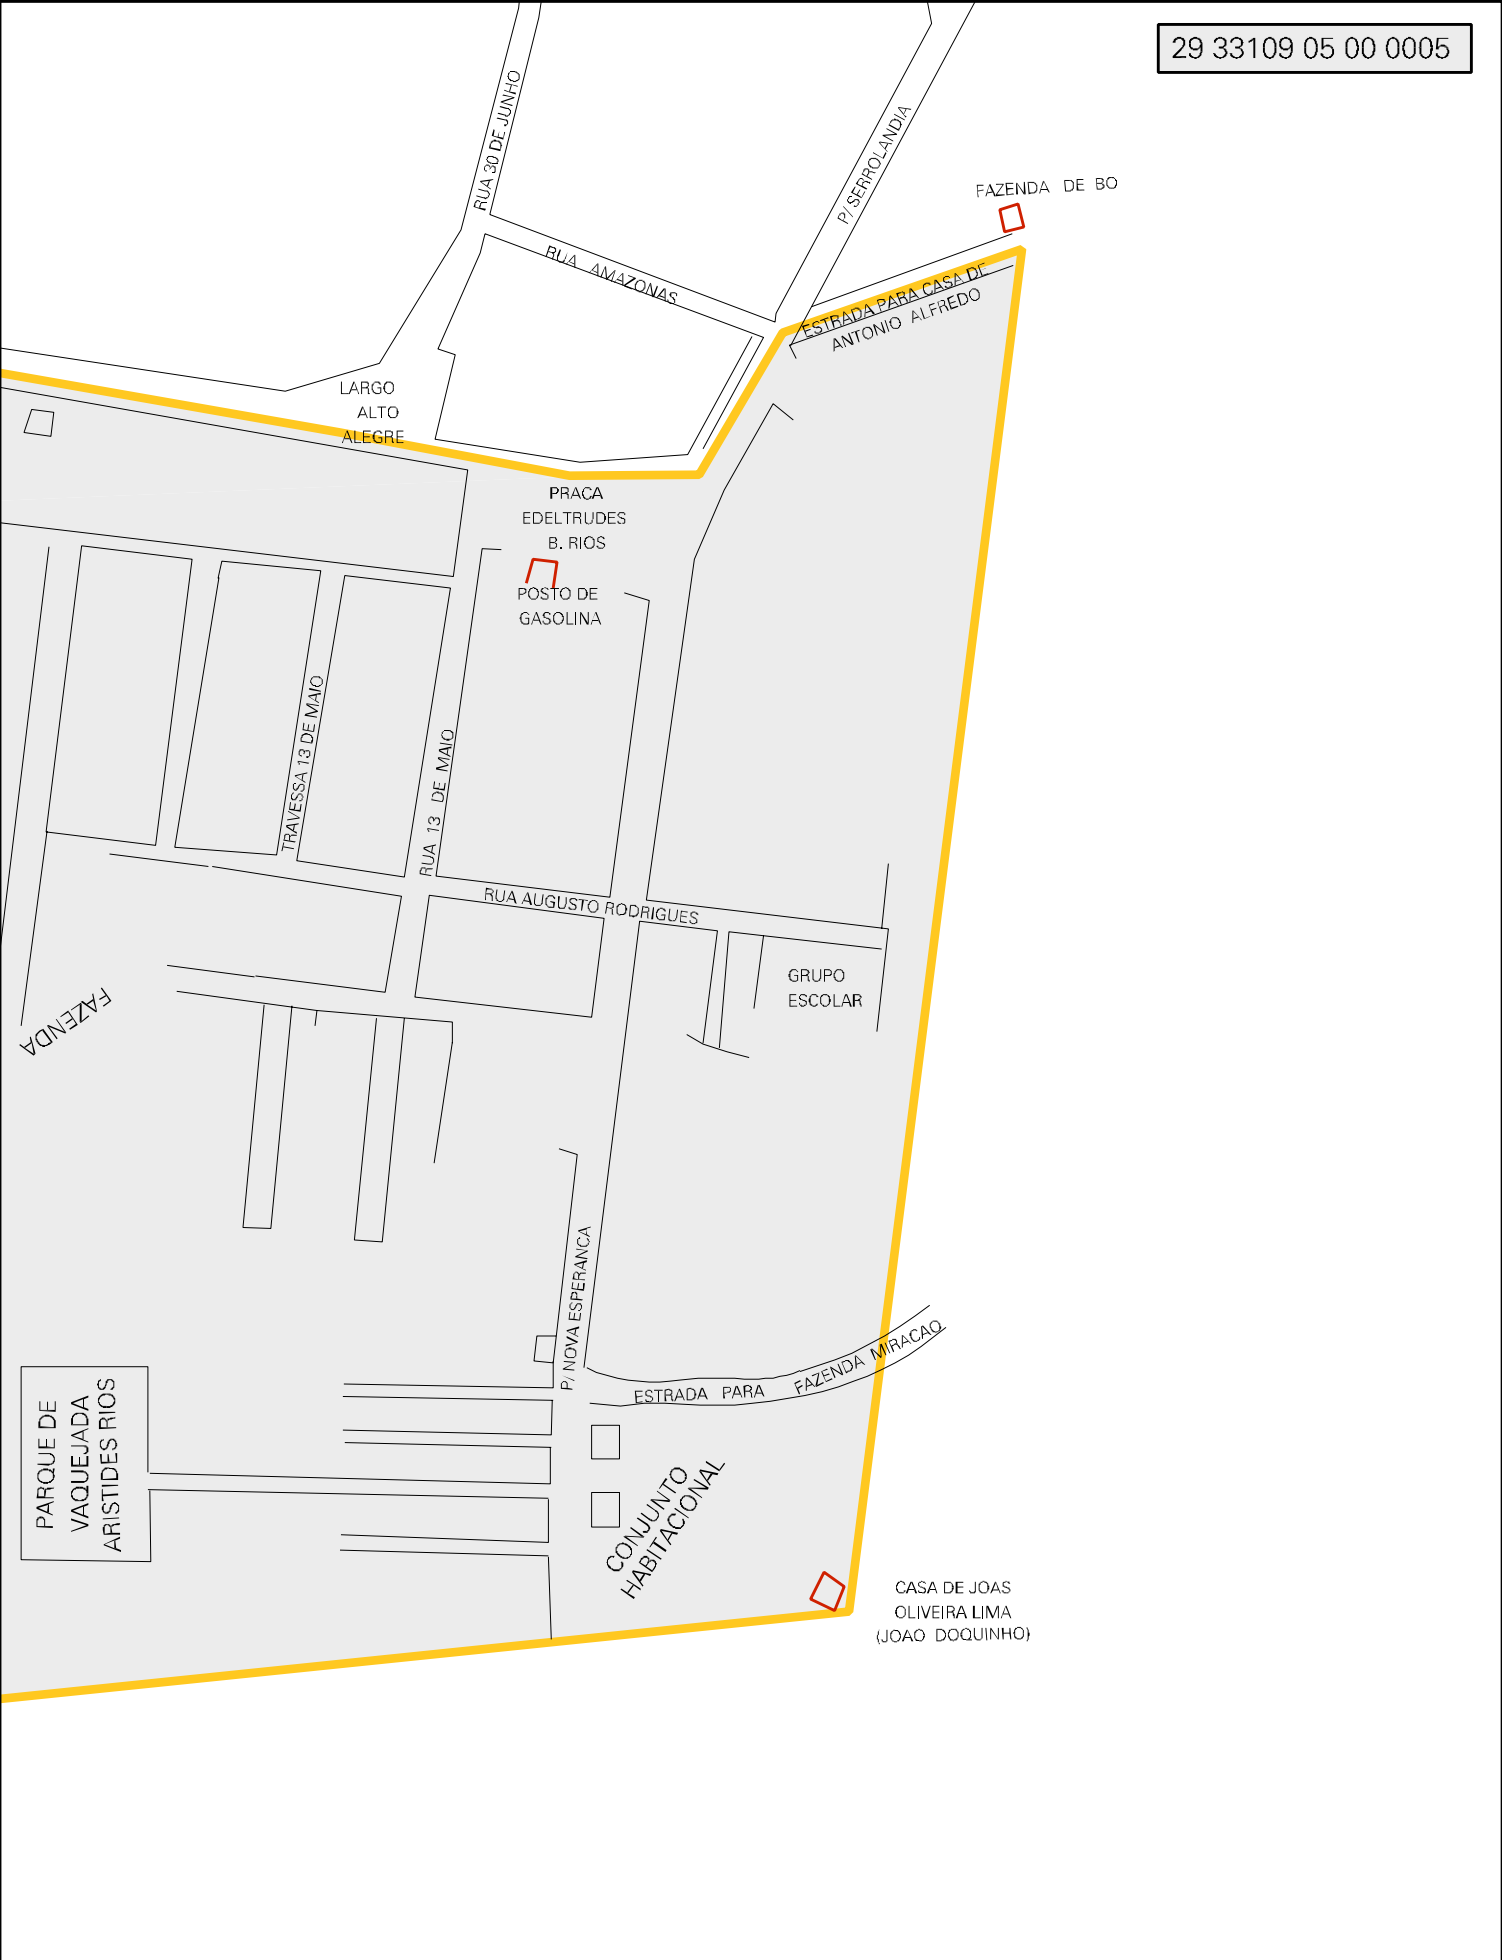 29 33109 05 00 0005
RUA 30 DE JUNHO
P/ SERROLANDIA
FAZENDA DE BO
RUA AMAZONAS
ESTRADA PARA CASA DE
ANTONIO ALFREDO
LARGO
ALTO
ALEGRE
PRACA
EDELTRUDES
B. RIOS
POSTO DE
GASOLINA
TRAVESSA 13 DE MAIO
RUA 13 DE MAIO
RUA AUGUSTO RODRIGUES
GRUPO
ESCOLAR
FAZENDA
P/ NOVA ESPERANCA
ESTRADA PARA FAZENDA MIRACAO
PARQUE DE
VAQUEJADA
ARISTIDES RIOS
CONJUNTO
HABITACIONAL
CASA DE JOAS
OLIVEIRA LIMA
(JOAO DOQUINHO)